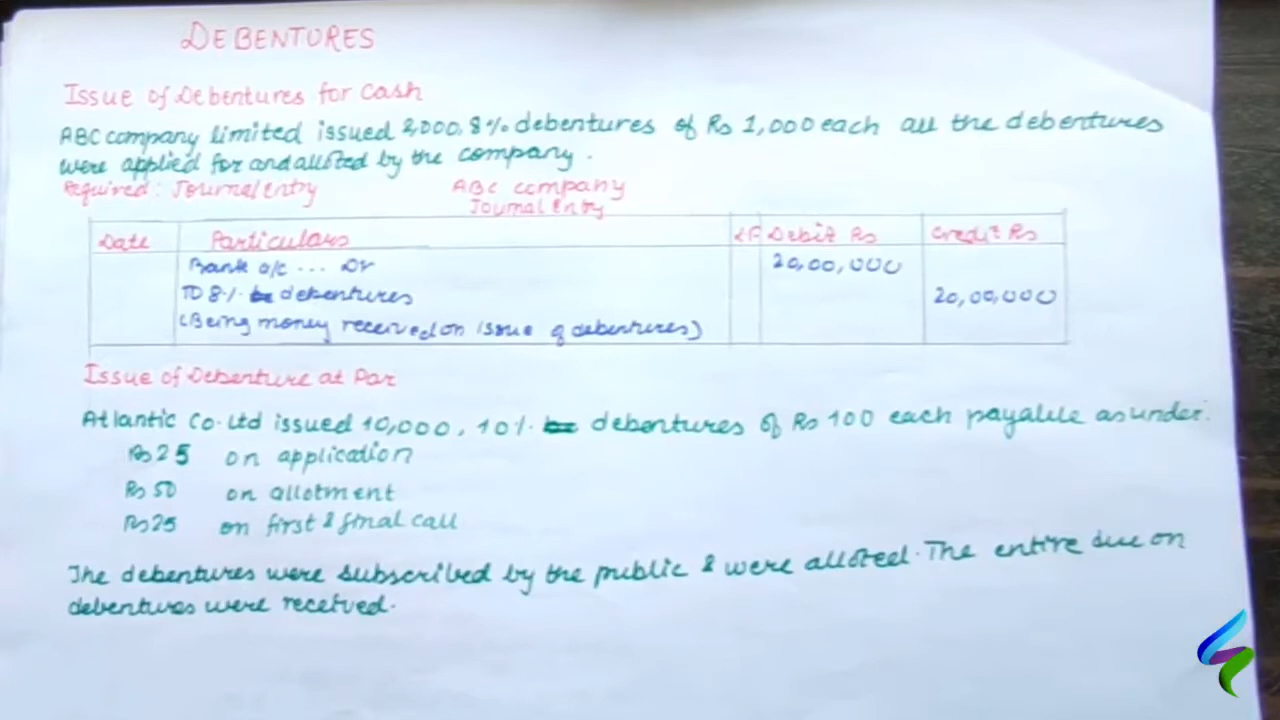 DEBENTURES
Issue of Debentures for Cash
ABC company limited issued 2,000, 8% debentures of Rs 1,000 each all the debentures
were applied for and alloted by the company.
Required: Journal entry
ABC company
Journal Entry
Date Particulars LF Debit Rs Credit Rs
Bank a/c ... Dr 20,00,000
TO 8% debentures 20,00,000
(Being money received on issue of debentures)
Issue of Debenture at Par
Atlantic Co. Ltd issued 10,000, 10% debentures of Rs 100 each payable as under.
Rs 25 on application
Rs 50 on allotment
Rs 25 on first & final call
The debentures were subscribed by the public & were alloted. The entire due on
debentures were received.